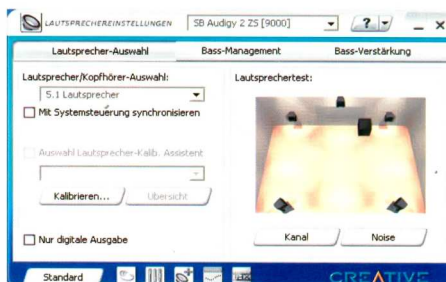 LAUTSPRECHEREINSTELLUNGEN
SB Audigy 2 ZS [9000]
?
Lautsprecher-Auswahl
Bass-Management
Bass-Verstärkung
Lautsprecher/Kopfhörer-Auswahl:
5.1 Lautsprecher
Mit Systemsteuerung synchronisieren
Auswahl Lautsprecher-Kalib. Assistent
Kalibrieren...
Übersicht
Nur digitale Ausgabe
Lautsprechertest:
Kanal
Noise
Standard
CREATIVE